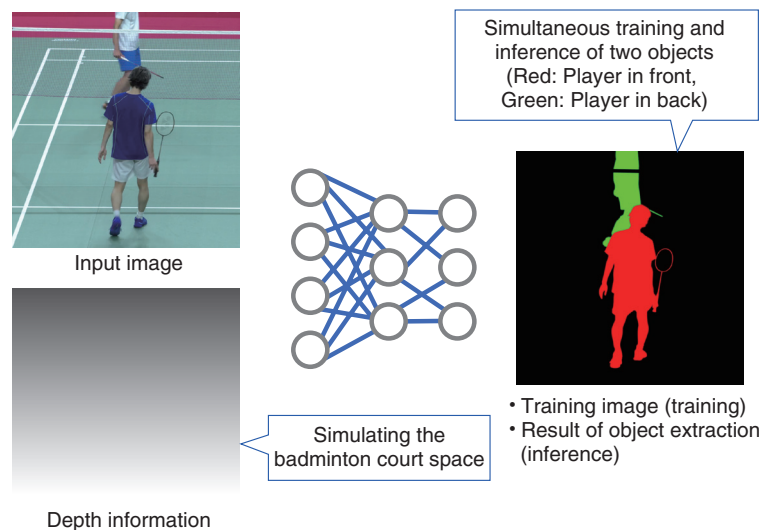 Simultaneous training and
inference of two objects
(Red: Player in front,
Green: Player in back)
Input image
• Training image (training)
• Result of object extraction
(inference)
Simulating the
badminton court space
Depth information